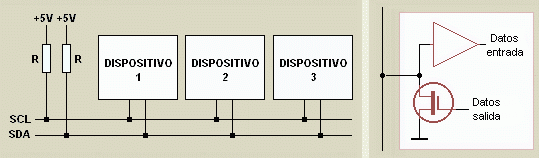 +5V +5V
R R
DISPOSITIVO
1
DISPOSITIVO
2
DISPOSITIVO
3
SCL
SDA
Datos
entrada
Datos
salida